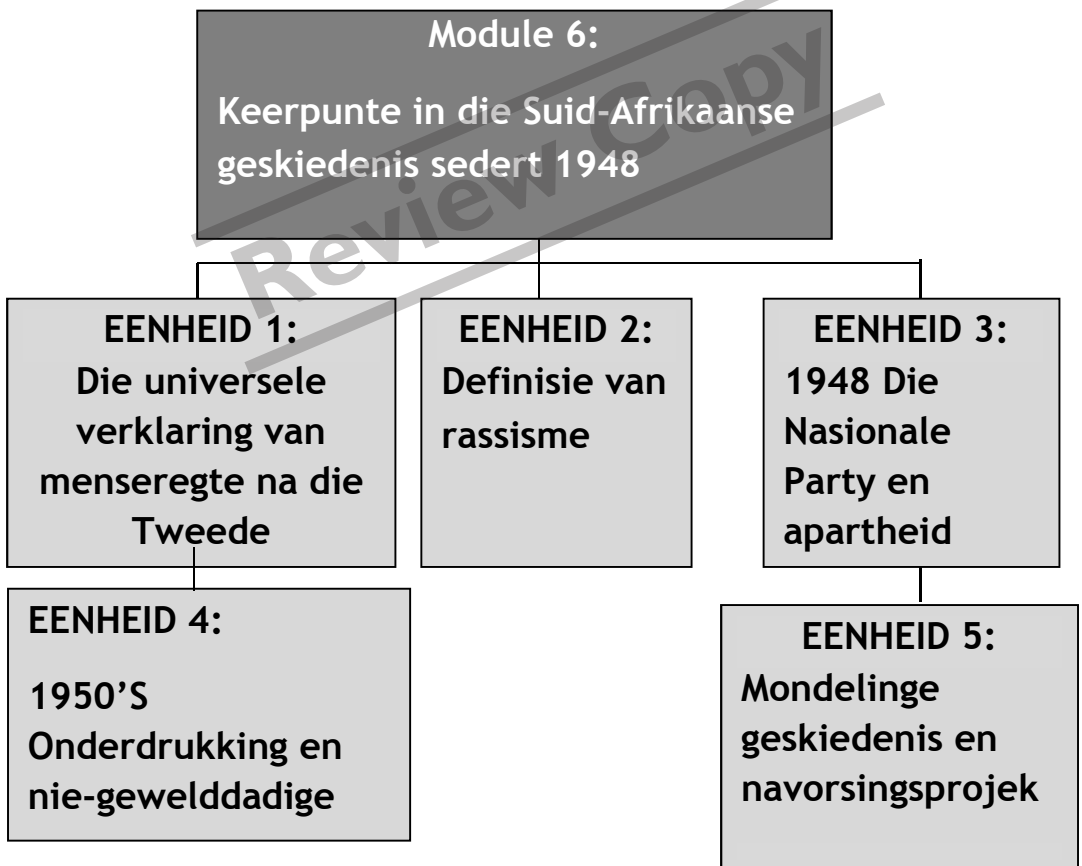 Module 6:
Keerpunte in die Suid-Afrikaanse
geskiedenis sedert 1948
Review Copy
EENHEID 1:
Die universele
verklaring van
menseregte na die
Tweede
EENHEID 2:
Definisie van
rassisme
EENHEID 3:
1948 Die
Nasionale
Party en
apartheid
EENHEID 4:
1950’S
Onderdrukking en
nie-gewelddadige
EENHEID 5:
Mondelinge
geskiedenis en
navorsingsprojek